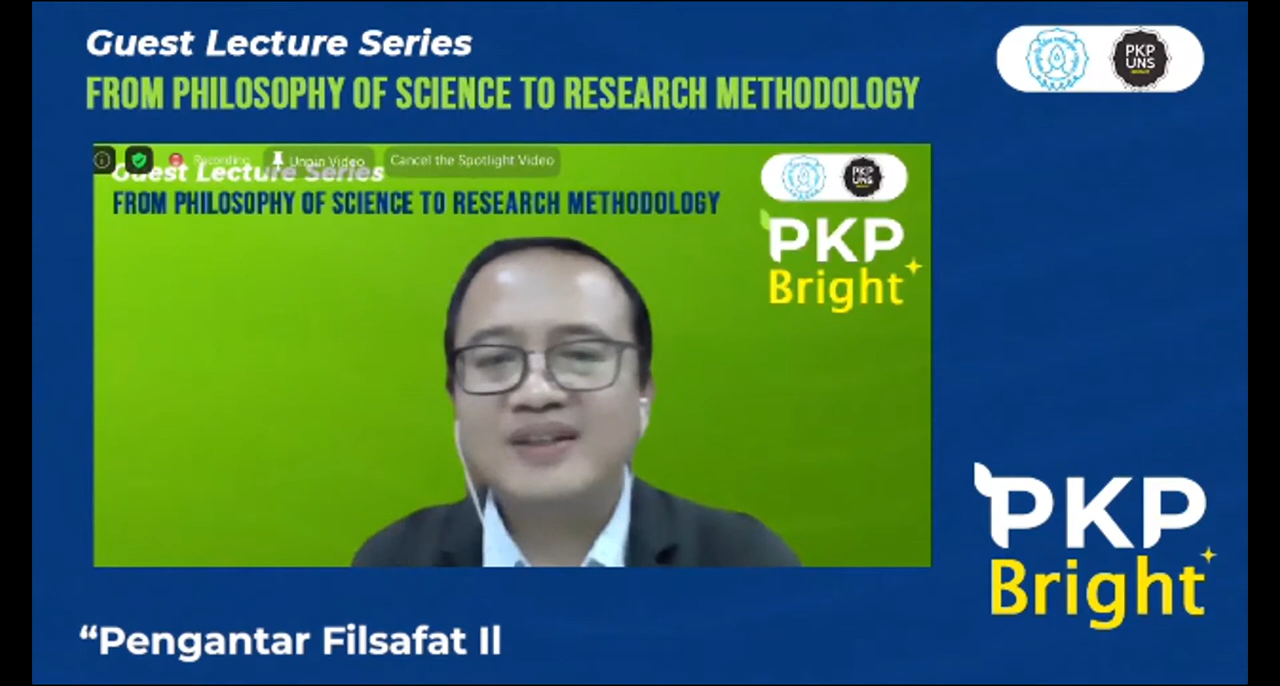 Guest Lecture Series
FROM PHILOSOPHY OF SCIENCE TO RESEARCH METHODOLOGY
PKP
UNS
Recording
Unpin Video
Cancel the Spotlight Video
Guest Lecture Series
FROM PHILOSOPHY OF SCIENCE TO RESEARCH METHODOLOGY
PKP
UNS
PKP
Bright
PKP
Bright
“Pengantar Filsafat Il